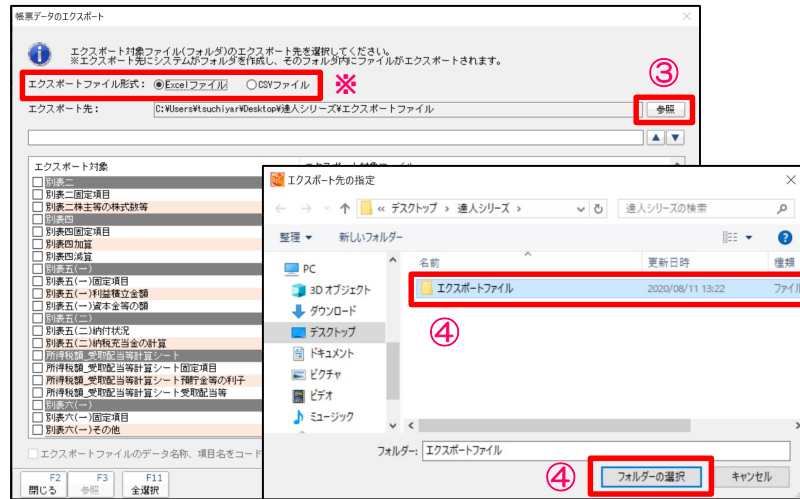 帳票データのエクスポート
エクスポート対象ファイル(フォルダ)のエクスポート先を選択してください。
※エクスポート先にシステムがフォルダを作成し、そのフォルダ内にファイルがエクスポートされます。
エクスポートファイル形式： Excelファイル CSVファイル ※
③
エクスポート先： C:¥Users¥tsuchiyar¥Desktop¥達人シリーズ¥エクスポートファイル 参照
▲ ▼
エクスポート対象
別表二
別表二固定項目
別表二株主等の株式数等
別表四
別表四固定項目
別表四加算
別表四減算
別表五(一)
別表五(一)固定項目
別表五(一)利益積立金額
別表五(一)資本金等の額
別表五(二)
別表五(二)納付状況
別表五(二)納税充当金の計算
所得税額_受取配当等計算シート
所得税額_受取配当等計算シート固定項目
所得税額_受取配当等計算シート預貯金等の利子
所得税額_受取配当等計算シート受取配当等
別表六(一)
別表六(一)固定項目
別表六(一)その他
エクスポートファイルのデータ名称、項目名をコード
F2 F3 F11
閉じる 参照 全選択
エクスポート先の指定
« デスクトップ › 達人シリーズ › 達人シリーズの検索
整理 ▼ 新しいフォルダー
名前 更新日時 種類
PC
3D オブジェクト
ダウンロード
デスクトップ
ドキュメント
ピクチャ
ビデオ
ミュージック
エクスポートファイル 2020/08/11 13:22 ファイル
④
フォルダー: エクスポートファイル
④ フォルダーの選択 キャンセル